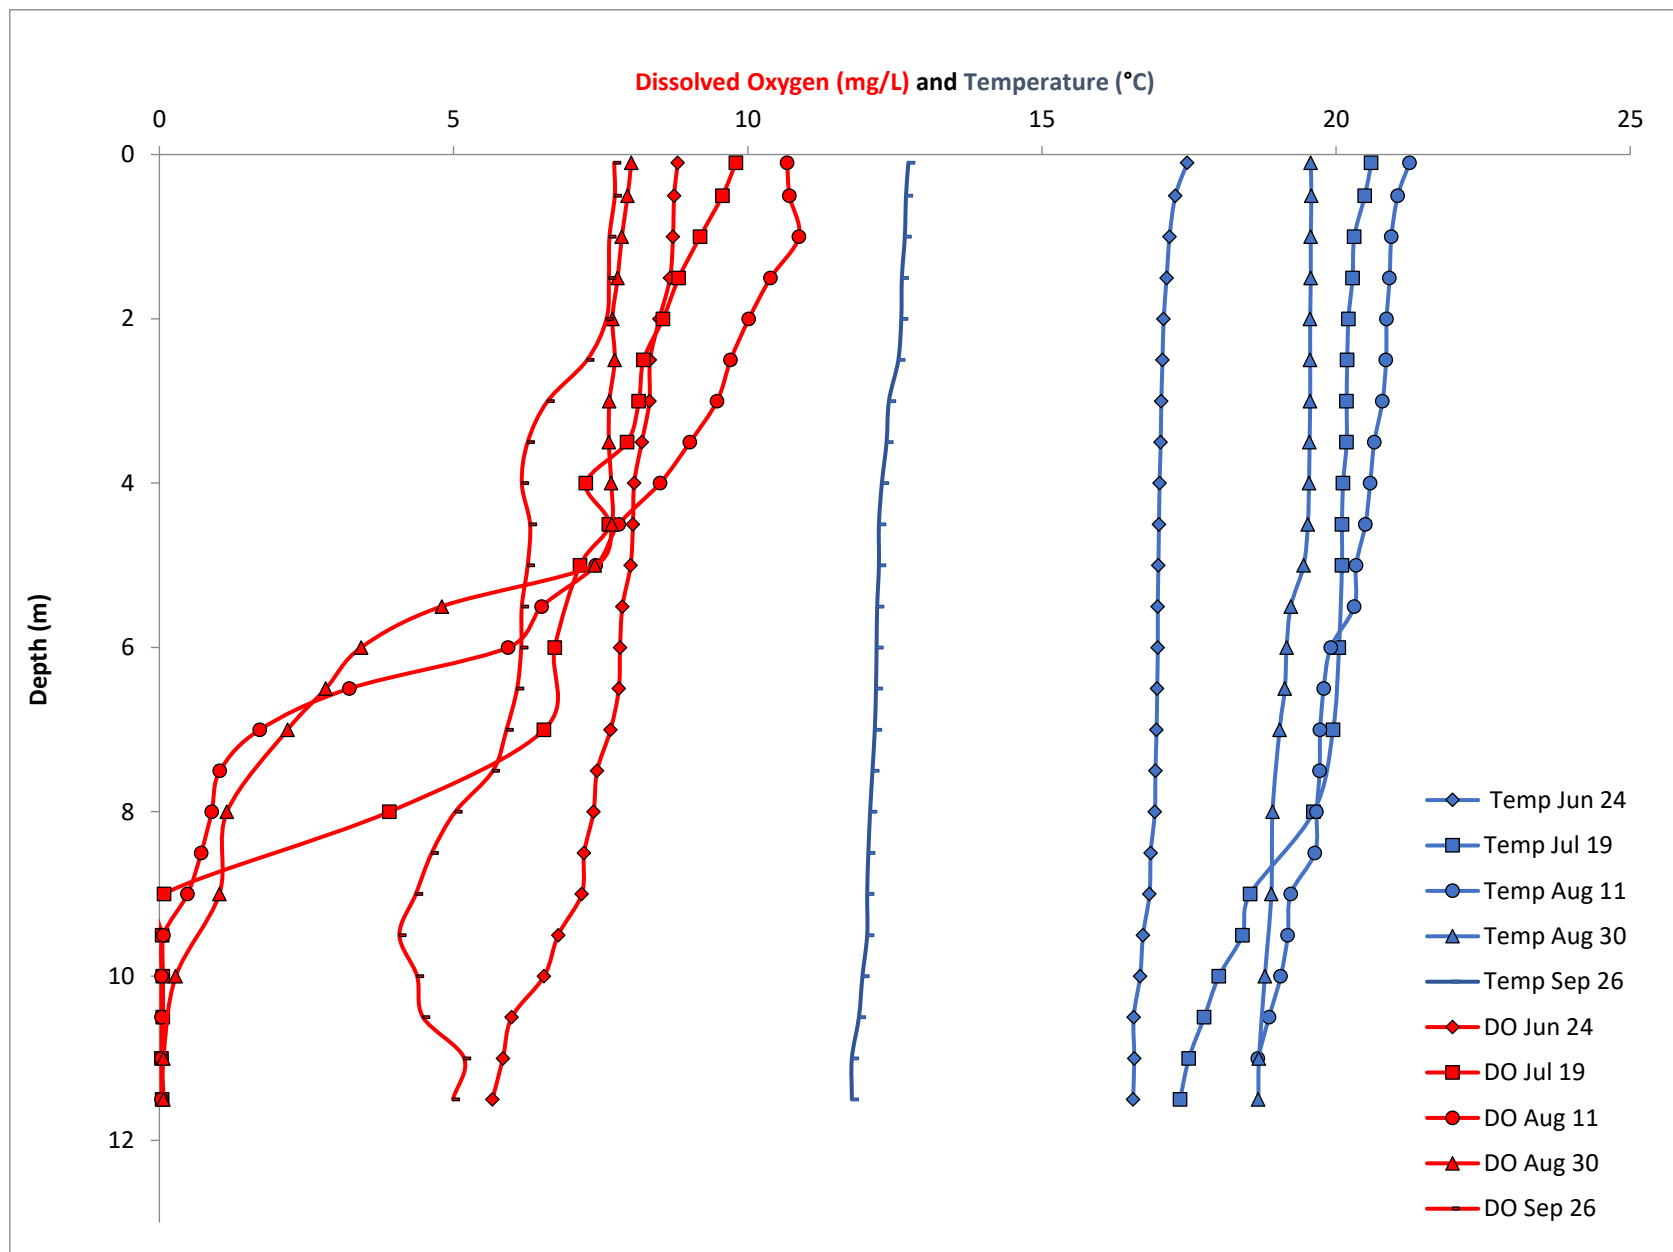 Dissolved Oxygen (mg/L) and Temperature (°C)
0 5 10 15 20 25
0
2
4
6
8
10
12
Depth (m)
Temp Jun 24
Temp Jul 19
Temp Aug 11
Temp Aug 30
Temp Sep 26
DO Jun 24
DO Jul 19
DO Aug 11
DO Aug 30
DO Sep 26